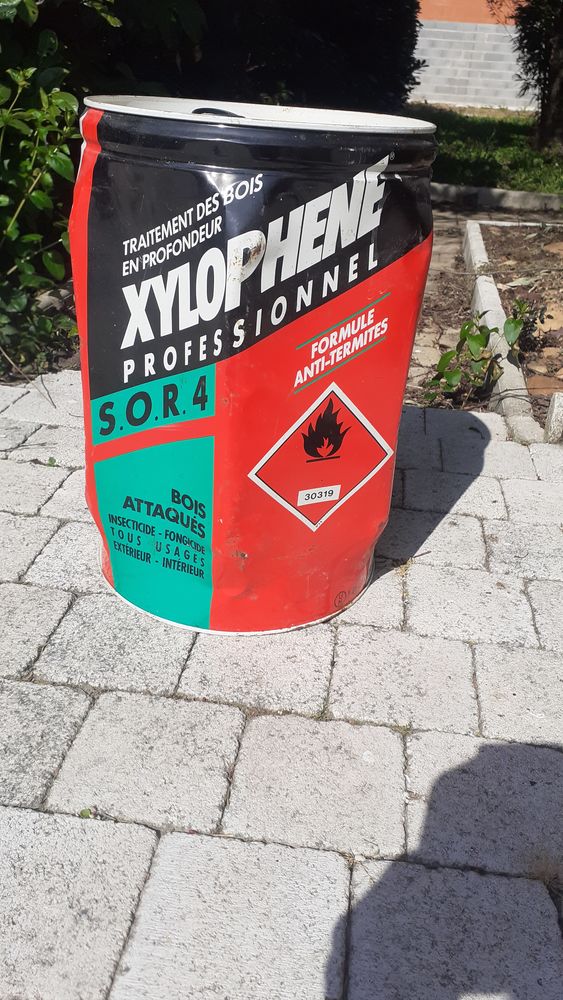 TRAITEMENT DES BOIS
EN PROFONDEUR
XYLOPHENE®
PROFESSIONNEL
FORMULE
ANTI-TERMITES
S.O.R.4
30319
BOIS
ATTAQUÉS
INSECTICIDE - FONGICIDE
TOUS USAGES
EXTÉRIEUR - INTÉRIEUR